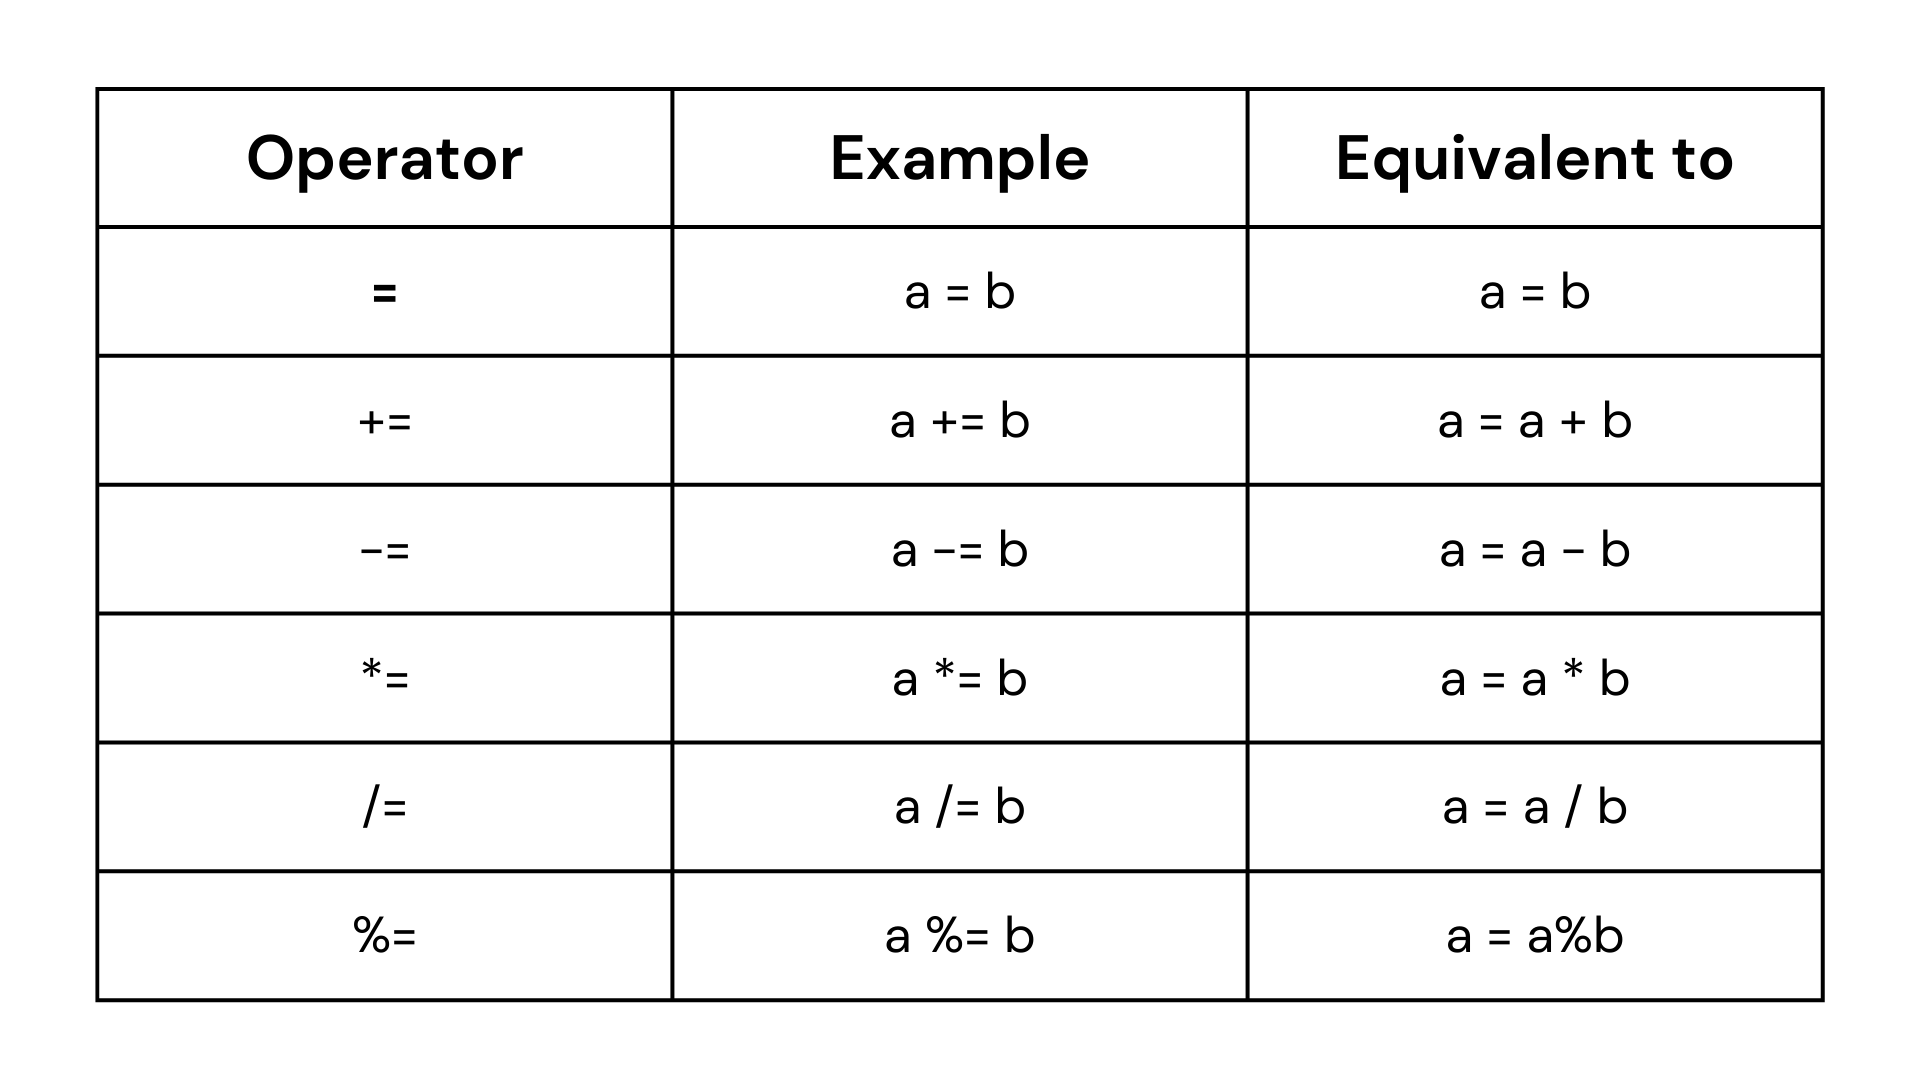 Operator Example Equivalent to
= a = b a = b
+= a += b a = a + b
-= a -= b a = a - b
*= a *= b a = a * b
/= a /= b a = a / b
%= a %= b a = a%b